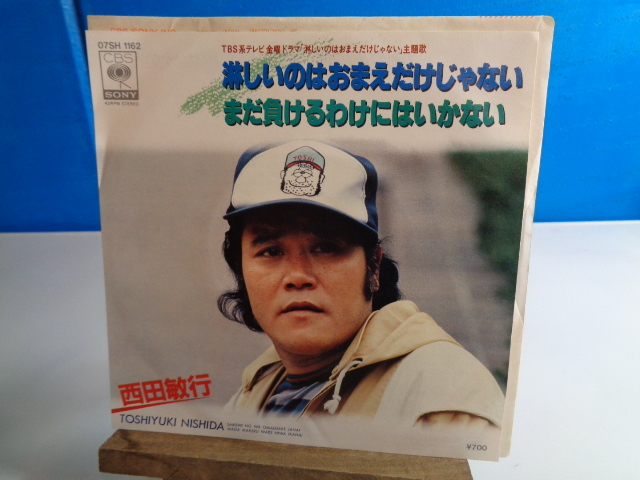 07SH 1162
CBS
SONY
45RPM STEREO
TBS系テレビ金曜ドラマ「淋しいのはおまえだけじゃない」主題歌
淋しいのはおまえだけじゃない
まだ負けるわけにはいかない
TOSHI
西田敏行
TOSHIYUKI NISHIDA
¥700